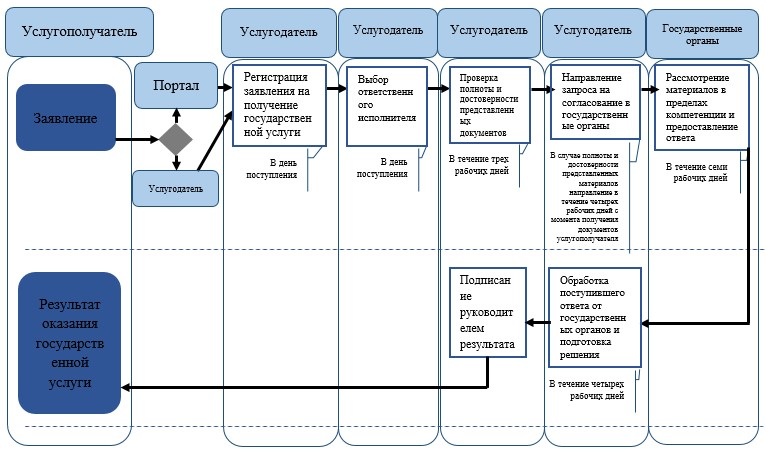 Услугополучатель
Услугодатель
Услугодатель
Услугодатель
Услугодатель
Государственные
органы
Заявление
Портал
Услугодатель
Регистрация
заявления на
получение
государствен
ной услуги
В день
поступления
Выбор
ответственн
ого
исполнителя
В день
поступления
Проверка
полноты и
достоверности
представленн
ых
документов
В течение трех
рабочих дней
Направление
запроса на
согласование в
государствен
ные органы
В случае полноты и
достоверности
представленных
материалов
направление в
течение четырех
рабочих дней с
момента получения
документов
услугополучателя
Рассмотрение
материалов в
пределах
компетенции и
предоставление
ответа
В течение семи
рабочих дней
Результат
оказания
государств
енной
услуги
Подписан
ие
руководит
елем
результата
Обработка
поступившего
ответа от
государственн
ых органов и
подготовка
решения
В течение четырех
рабочих дней